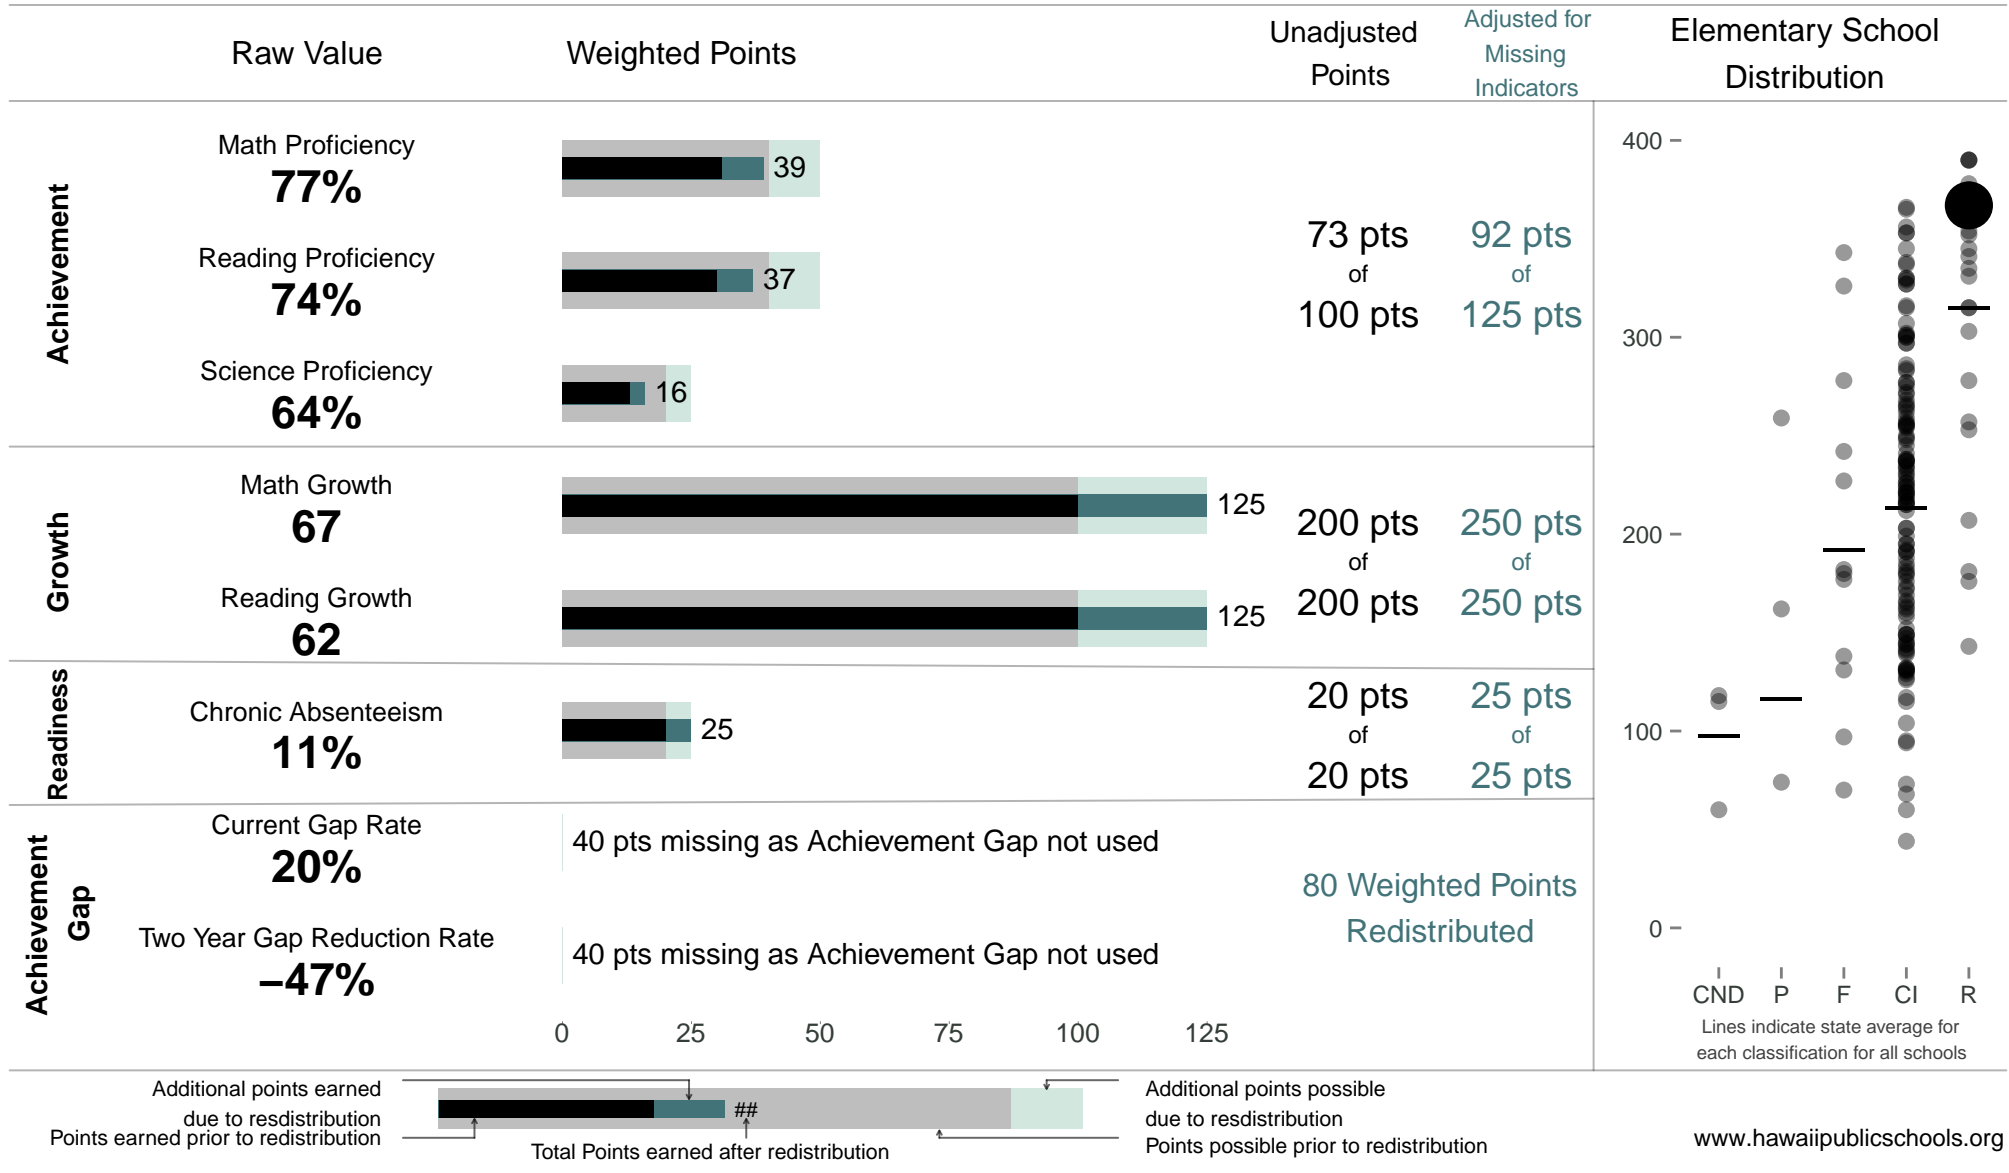 Raw Value
Weighted Points
Unadjusted
Points
Adjusted for
Missing
Indicators
Elementary School
Distribution
Achievement
Math Proficiency
77%
39
Reading Proficiency
74%
37
Science Proficiency
64%
16
73 pts
of
100 pts
92 pts
of
125 pts
Growth
Math Growth
67
125
Reading Growth
62
125
200 pts
of
200 pts
250 pts
of
250 pts
Readiness
Chronic Absenteeism
11%
25
20 pts
of
20 pts
25 pts
of
25 pts
Achievement
Gap
Current Gap Rate
20%
40 pts missing as Achievement Gap not used
Two Year Gap Reduction Rate
–47%
40 pts missing as Achievement Gap not used
80 Weighted Points
Redistributed
0 25 50 75 100 125
400
300
200
100
0
CND P F CI R
Lines indicate state average for
each classification for all schools
Additional points earned
due to resdistribution
Points earned prior to redistribution
##
Total Points earned after redistribution
Additional points possible
due to resdistribution
Points possible prior to redistribution
www.hawaiipublicschools.org